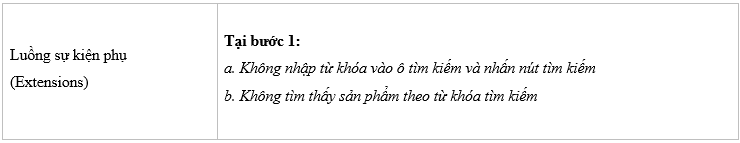 Luồng sự kiện phụ
(Extensions)
Tại bước 1:
a. Không nhập từ khóa vào ô tìm kiếm và nhấn nút tìm kiếm
b. Không tìm thấy sản phẩm theo từ khóa tìm kiếm